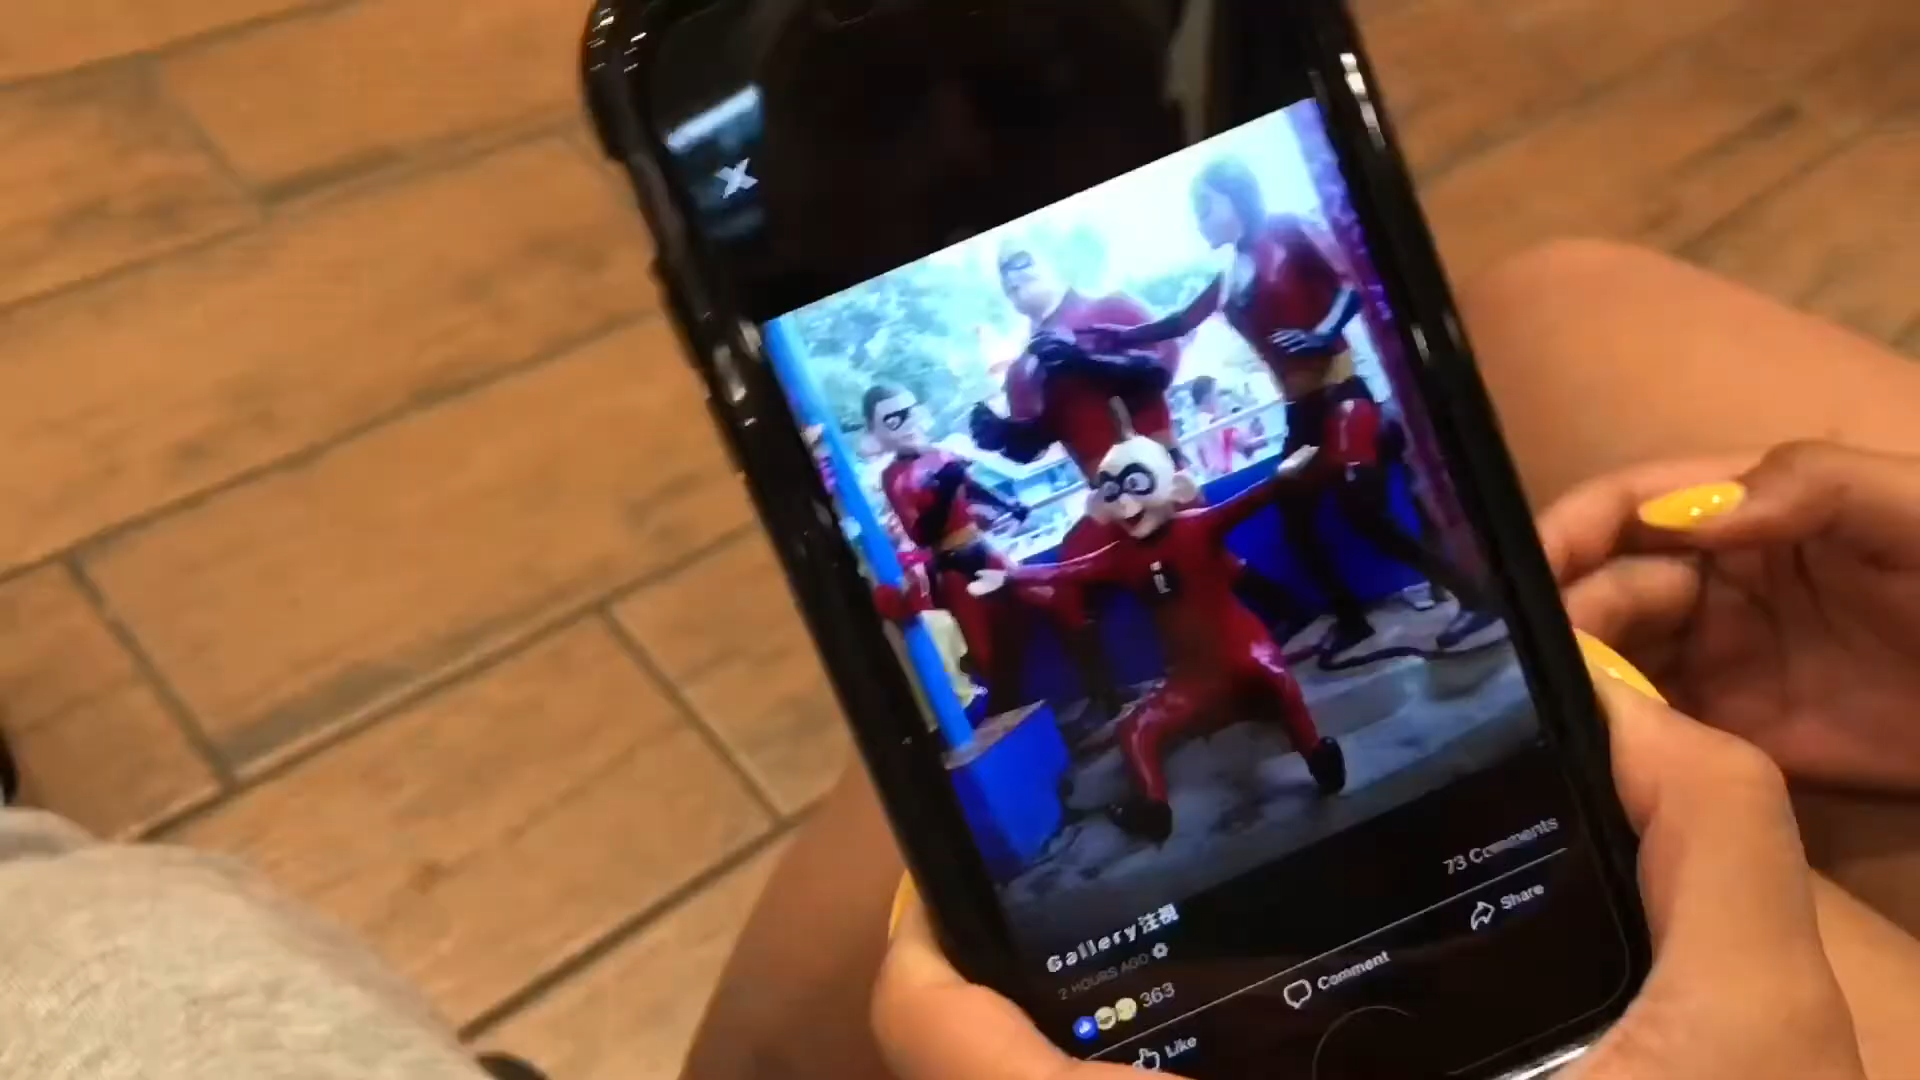 X
i
73 Comments
Gallery注視
2 HOURS AGO
363
Like
Comment
Share